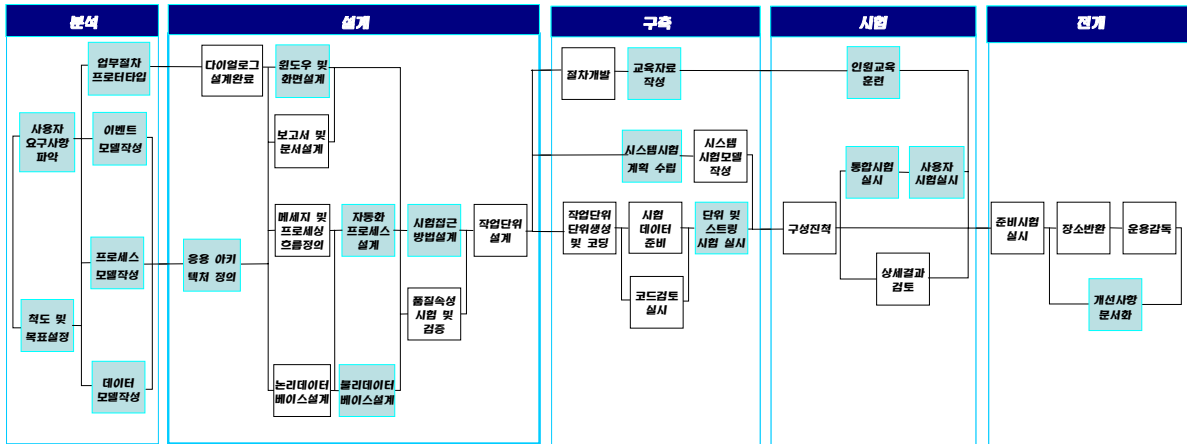 분석
설계
구축
시험
전개
업무절차
프로터타입
사용자
요구사항
파악
이벤트
모델작성
프로세스
모델작성
척도 및
목표설정
데이터
모델작성
다이얼로그
설계완료
윈도우 및
화면설계
보고서 및
문서설계
메세지 및
프로세싱
흐름정의
자동화
프로세스
설계
시험접근
방법설계
작업단위
설계
응용 아키
텍처 정의
품질속성
시험 및
검증
논리데이터
베이스설계
물리데이터
베이스설계
절차개발
교육자료
작성
시스템시험
계획 수립
시스템
시험모델
작성
작업단위
단위생성
및 코딩
시험
데이터
준비
단위 및
스트링
시험 실시
코드검토
실시
인원교육
훈련
통합시험
실시
사용자
시험실시
구성진척
상세결과
검토
준비시험
실시
장소반환
운용감독
개선사항
문서화